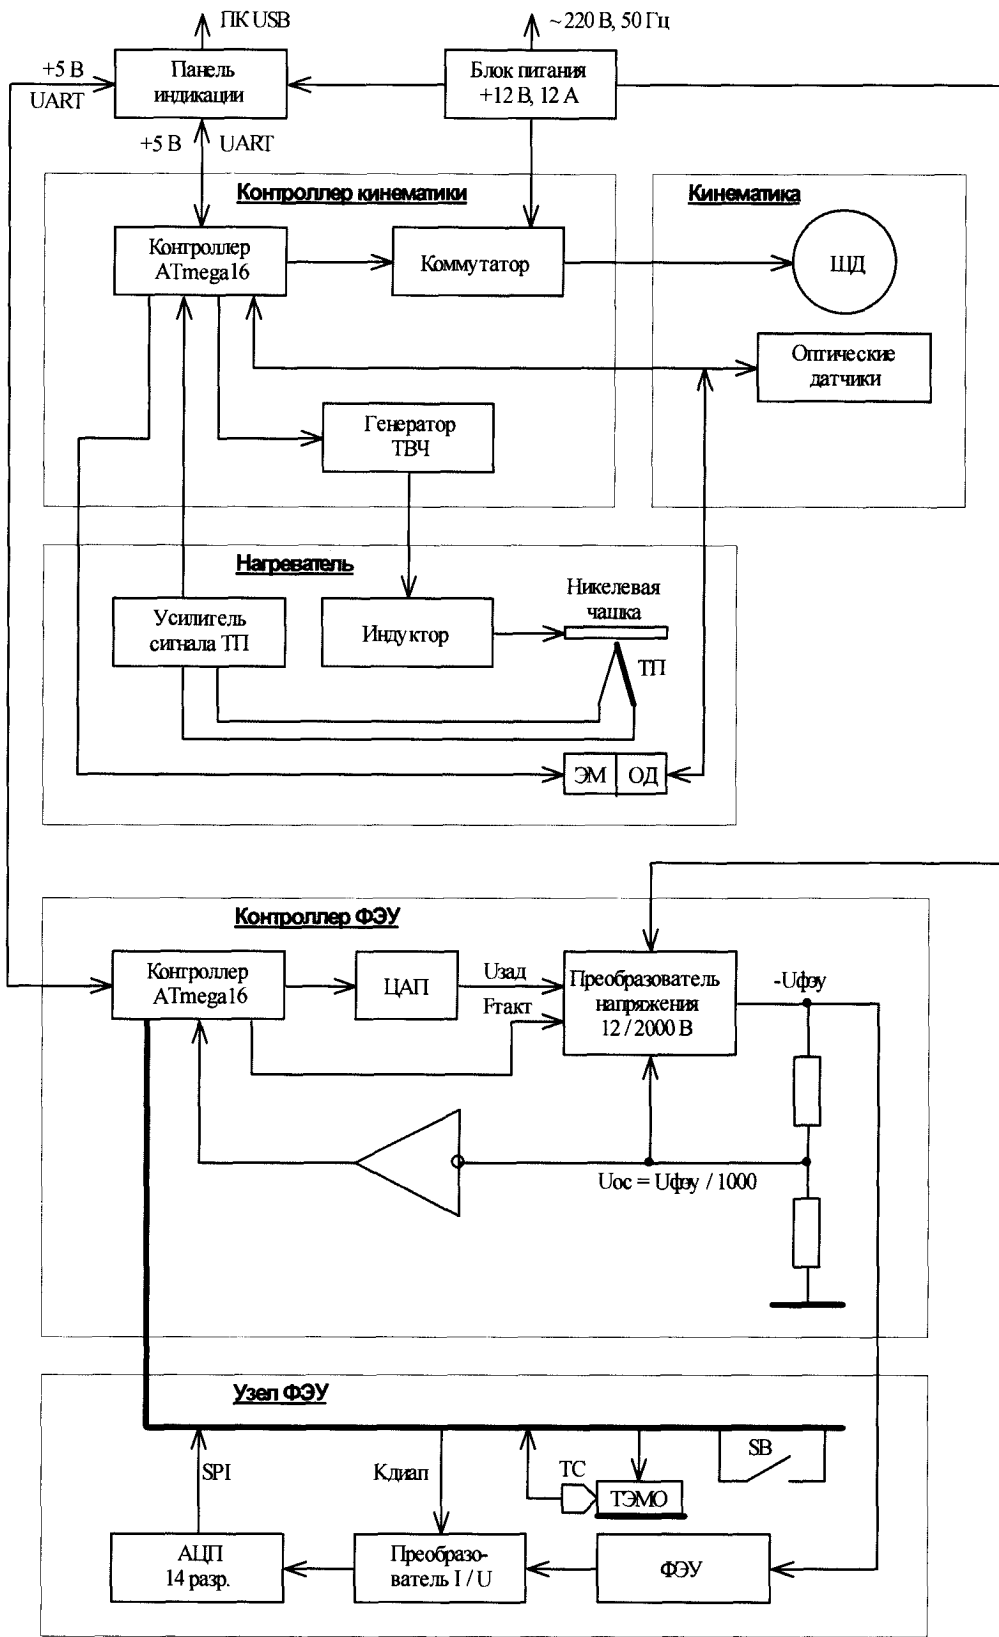 ПК USB
~220 В, 50 Гц
+5 В
UART
Панель
индикации
Блок питания
+12 В, 12 А
+5 В
UART
Контроллер кинематики
Кинематика
Контроллер
ATmega16
Коммутатор
ШД
Оптические
датчики
Генератор
ТВЧ
Нагреватель
Усилигель
сигнала ТП
Индуктор
Никелевая
чашка
ТП
ЭМ
ОД
Контроллер ФЭУ
Контроллер
ATmega16
ЦАП
Uзад
Fтакт
Преобразователь
напряжения
12 / 2000 В
-Uфэу
Uос = Uфэу / 1000
Узел ФЭУ
SPI
Kдиап
ТС
ТЭМО
SB
АЦП
14 разр.
Преобразо-
ватель I / U
ФЭУ